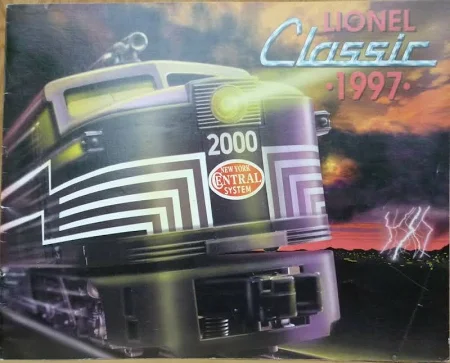 LIONEL
Classic
·1997·
2000
NEW YORK
CENTRAL
SYSTEM